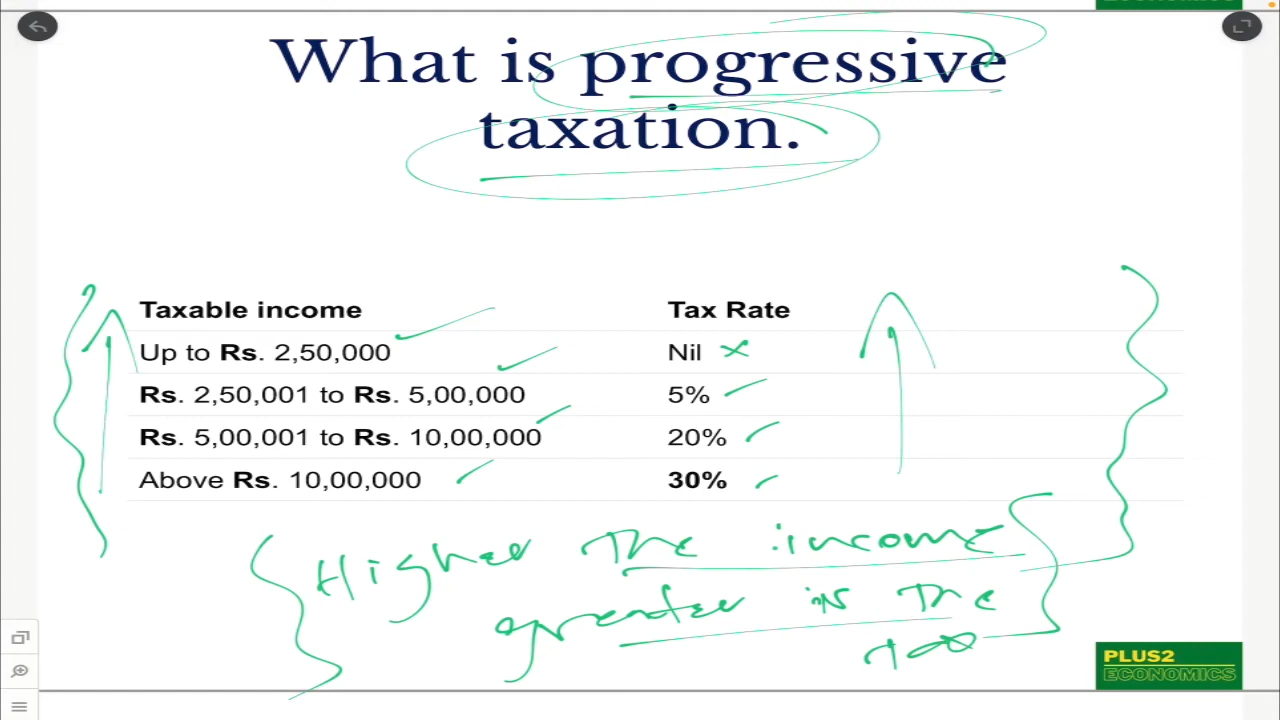 What is progressive
taxation.
Taxable income Tax Rate
Up to Rs. 2,50,000 Nil
Rs. 2,50,001 to Rs. 5,00,000 5%
Rs. 5,00,001 to Rs. 10,00,000 20%
Above Rs. 10,00,000 30%
Higher the income
greater is the
tax
PLUS2
ECONOMICS